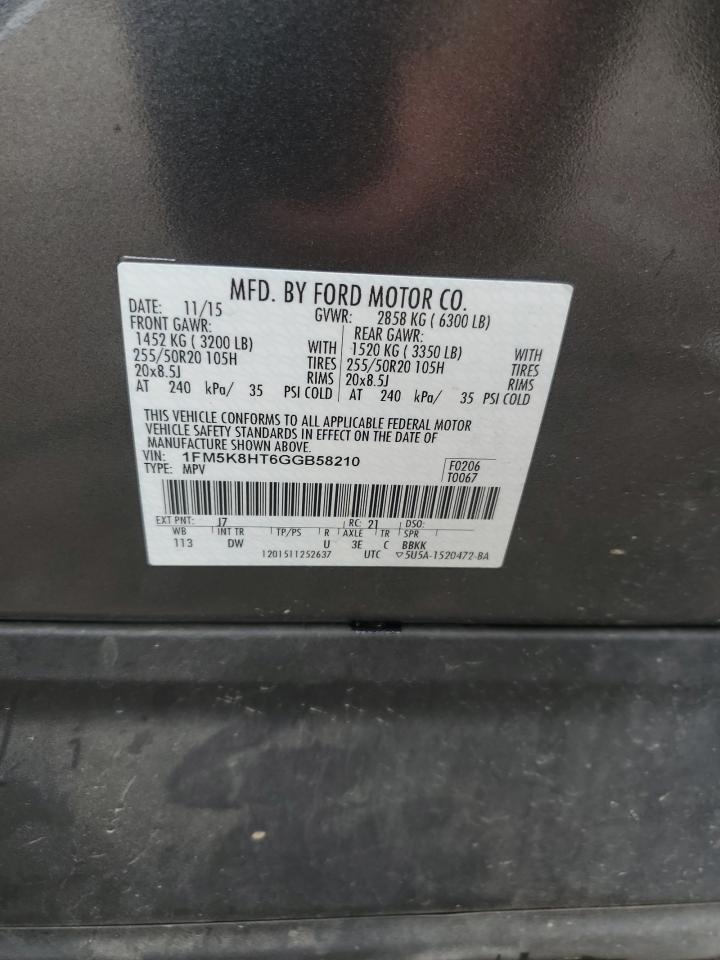 MFD. BY FORD MOTOR CO.
DATE: 11/15 GVWR: 2858 KG ( 6300 LB)
FRONT GAWR: REAR GAWR:
1452 KG ( 3200 LB) WITH 1520 KG ( 3350 LB) WITH
255/50R20 105H TIRES 255/50R20 105H TIRES
20x8.5J RIMS 20x8.5J RIMS
AT 240 kPa/ 35 PSI COLD AT 240 kPa/ 35 PSI COLD
THIS VEHICLE CONFORMS TO ALL APPLICABLE FEDERAL MOTOR
VEHICLE SAFETY STANDARDS IN EFFECT ON THE DATE OF
MANUFACTURE SHOWN ABOVE.
VIN: 1FM5K8HT6GGB58210 F0206
TYPE: MPV T0067
EXT PNT: J7 RC: 21 DSO:
WB INT TR TP/PS R AXLE TR SPR
113 DW U 3E C BBKK
1201511252637 UTC ▽5U5A-1520472-BA